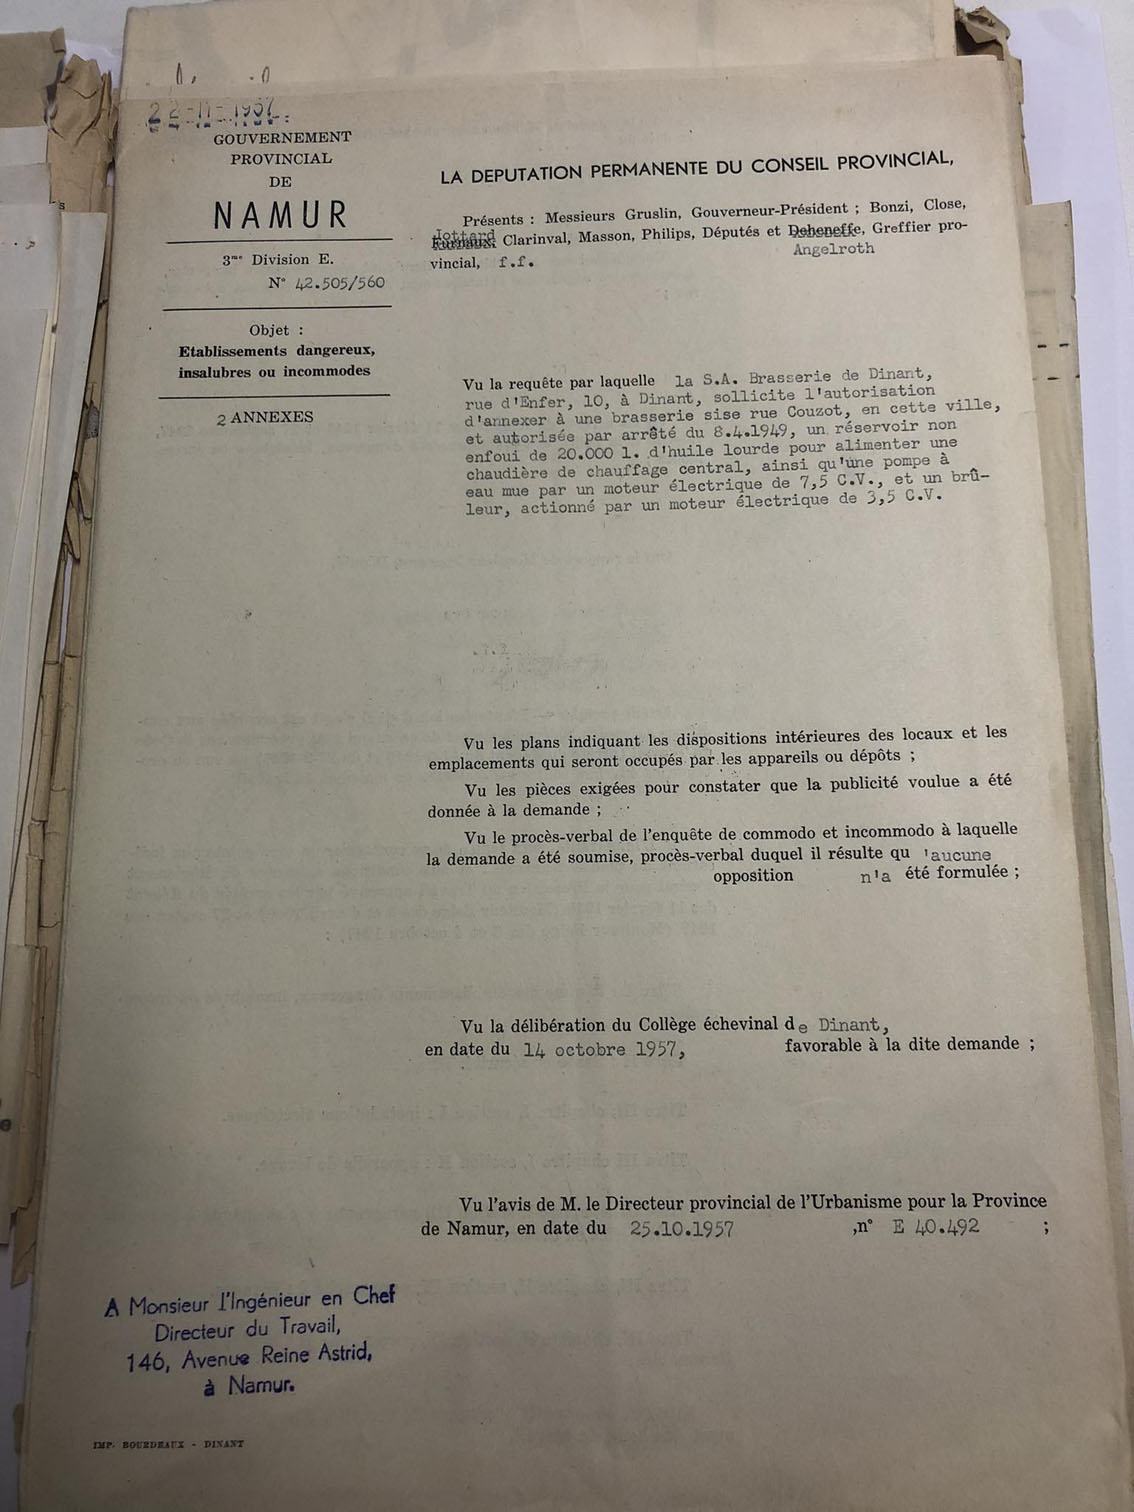 22-11-1957.
GOUVERNEMENT
PROVINCIAL
DE
NAMUR
3me Division E.
N° 42.505/560
Objet :
Etablissements dangereux,
insalubres ou incommodes
2 ANNEXES
LA DEPUTATION PERMANENTE DU CONSEIL PROVINCIAL,
Présents : Messieurs Gruslin, Gouverneur-Président ; Bonzi, Close,
Jottard
Clarinval, Masson, Philips, Députés et Debeneffe, Greffier pro-
Angelroth
vincial, f.f.
Vu la requête par laquelle la S.A. Brasserie de Dinant,
rue d'Enfer, 10, à Dinant, sollicite l'autorisation
d'annexer à une brasserie sise rue Couzot, en cette ville,
et autorisée par arrêté du 8.4.1949, un réservoir non
enfoui de 20.000 l. d'huile lourde pour alimenter une
chaudière de chauffage central, ainsi qu'une pompe à
eau mue par un moteur électrique de 7,5 C.V., et un brû-
leur, actionné par un moteur électrique de 3,5 C.V.
Vu les plans indiquant les dispositions intérieures des locaux et les
emplacements qui seront occupés par les appareils ou dépôts ;
Vu les pièces exigées pour constater que la publicité voulue a été
donnée à la demande ;
Vu le procès-verbal de l'enquête de commodo et incommodo à laquelle
la demande a été soumise, procès-verbal duquel il résulte qu 'aucune
opposition n'a été formulée ;
Vu la délibération du Collège échevinal de Dinant,
en date du 14 octobre 1957, favorable à la dite demande ;
Vu l'avis de M. le Directeur provincial de l'Urbanisme pour la Province
de Namur, en date du 25.10.1957 ,n° E 40.492 ;
A Monsieur l'Ingénieur en Chef
Directeur du Travail,
146, Avenue Reine Astrid,
à Namur.
IMP. BOURDEAUX - DINANT